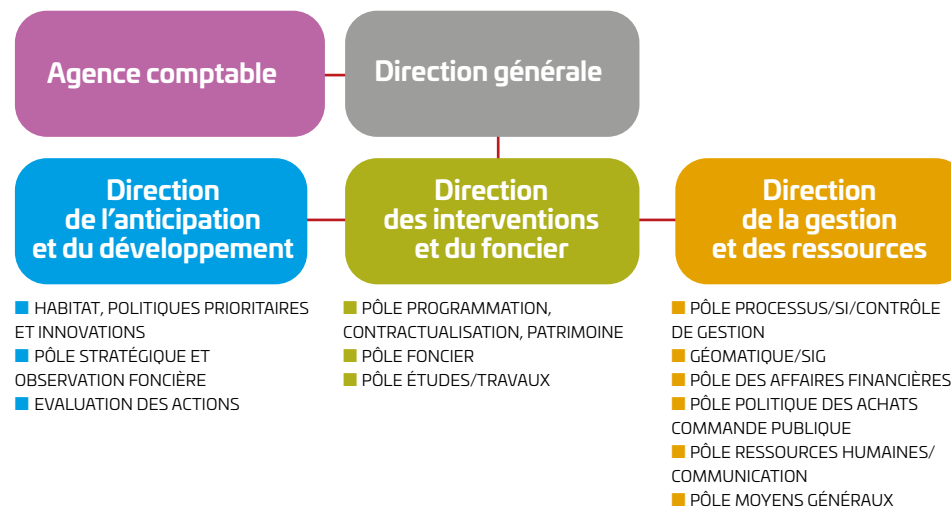 Agence comptable
Direction générale
Direction
de l'anticipation
et du développement
■ HABITAT, POLITIQUES PRIORITAIRES
ET INNOVATIONS
■ PÔLE STRATÉGIQUE ET
OBSERVATION FONCIÈRE
■ EVALUATION DES ACTIONS
Direction
des interventions
et du foncier
■ PÔLE PROGRAMMATION,
CONTRACTUALISATION, PATRIMOINE
■ PÔLE FONCIER
■ PÔLE ÉTUDES/TRAVAUX
Direction
de la gestion
et des ressources
■ PÔLE PROCESSUS/SI/CONTRÔLE
DE GESTION
■ GÉOMATIQUE/SIG
■ PÔLE DES AFFAIRES FINANCIÈRES
■ PÔLE POLITIQUE DES ACHATS
COMMANDE PUBLIQUE
■ PÔLE RESSOURCES HUMAINES/
COMMUNICATION
■ PÔLE MOYENS GÉNÉRAUX